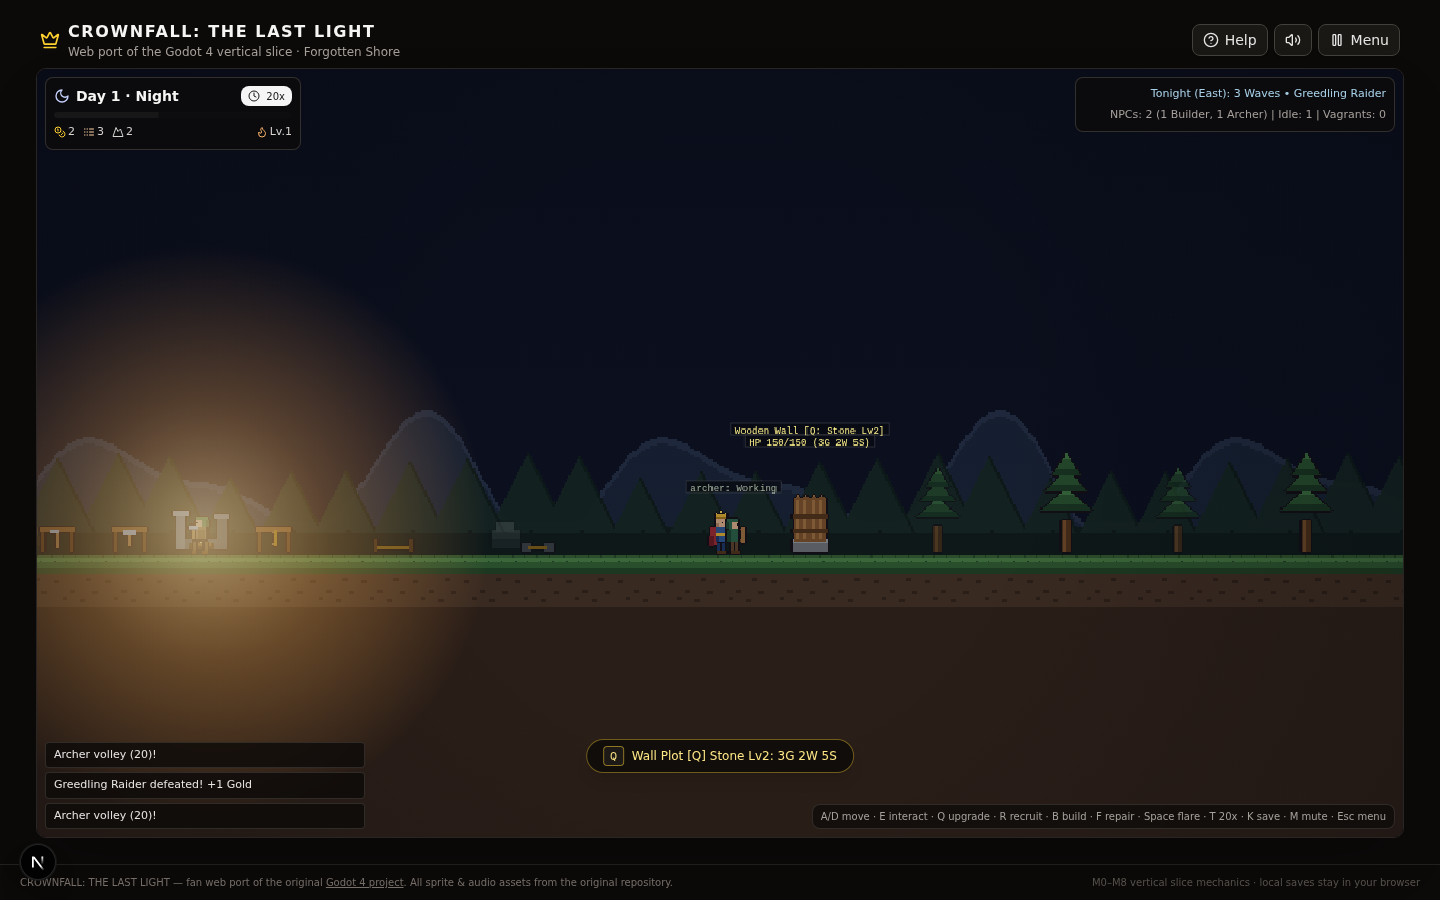 CROWNFALL: THE LAST LIGHT
Web port of the Godot 4 vertical slice · Forgotten Shore
Help
Menu
Day 1 · Night
20x
2 3 2 Lv.1
Tonight (East): 3 Waves • Greedling Raider
NPCs: 2 (1 Builder, 1 Archer) | Idle: 1 | Vagrants: 0
Wooden Wall [Q: Stone Lv2]
HP 150/150 (3G 2W 5S)
archer: Working
Archer volley (20)!
Greedling Raider defeated! +1 Gold
Archer volley (20)!
Q Wall Plot [Q] Stone Lv2: 3G 2W 5S
A/D move · E interact · Q upgrade · R recruit · B build · F repair · Space flare · T 20x · K save · M mute · Esc menu
N
CROWNFALL: THE LAST LIGHT — fan web port of the original Godot 4 project. All sprite & audio assets from the original repository.
M0–M8 vertical slice mechanics · local saves stay in your browser